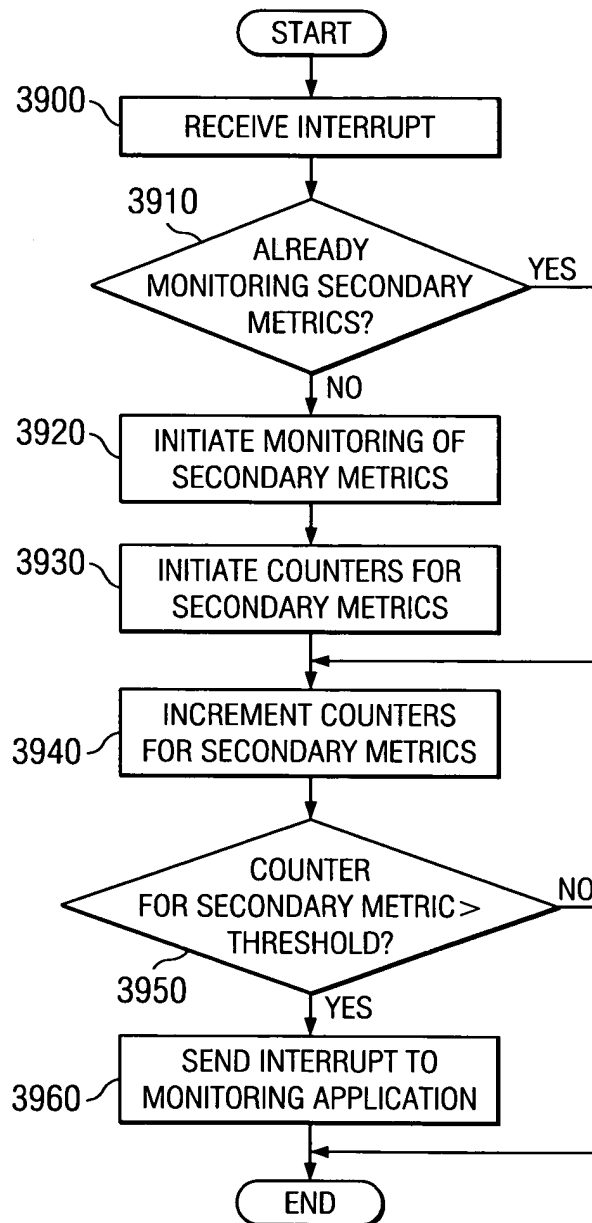 START
3900
RECEIVE INTERRUPT
3910
ALREADY
MONITORING SECONDARY
METRICS?
YES
NO
3920
INITIATE MONITORING OF
SECONDARY METRICS
3930
INITIATE COUNTERS FOR
SECONDARY METRICS
3940
INCREMENT COUNTERS
FOR SECONDARY METRICS
COUNTER
FOR SECONDARY METRIC >
THRESHOLD?
NO
3950
YES
3960
SEND INTERRUPT TO
MONITORING APPLICATION
END